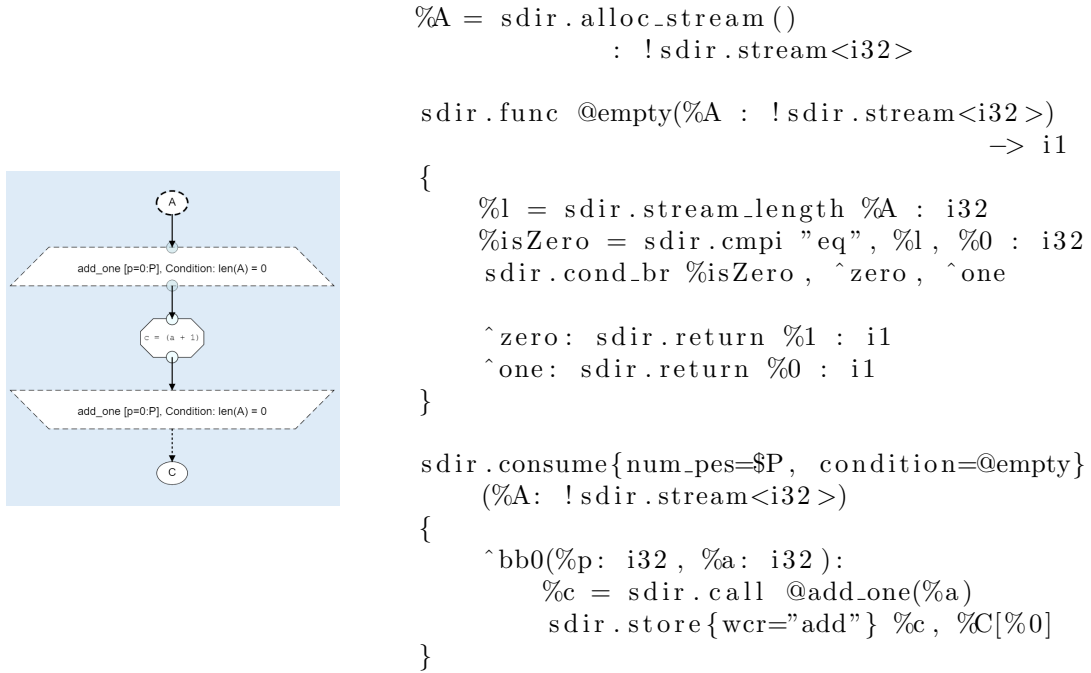 A
add_one [p=0:P], Condition: len(A) = 0
c = (a + 1)
add_one [p=0:P], Condition: len(A) = 0
C
%A = sdir.alloc_stream()
: !sdir.stream<i32>
sdir.func @empty(%A : !sdir.stream<i32>)
-> i1
{
%l = sdir.stream_length %A : i32
%isZero = sdir.cmpi "eq", %l, %0 : i32
sdir.cond_br %isZero, ^zero, ^one
^zero: sdir.return %1 : i1
^one: sdir.return %0 : i1
}
sdir.consume{num_pes=$P, condition=@empty}
(%A: !sdir.stream<i32>)
{
^bb0(%p: i32, %a: i32):
%c = sdir.call @add_one(%a)
sdir.store{wcr="add"} %c, %C[%0]
}